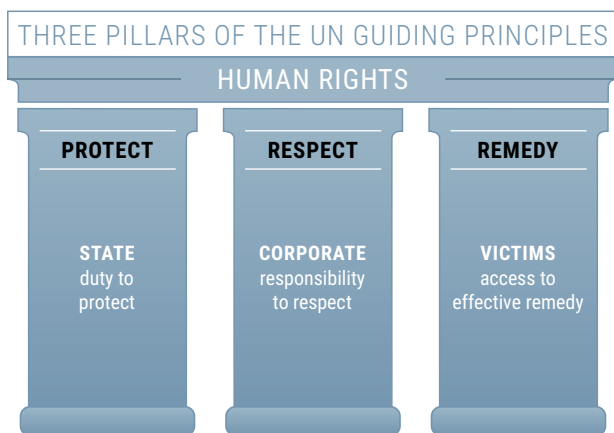 THREE PILLARS OF THE UN GUIDING PRINCIPLES
HUMAN RIGHTS
PROTECT
STATE
duty to
protect
RESPECT
CORPORATE
responsibility
to respect
REMEDY
VICTIMS
access to
effective remedy